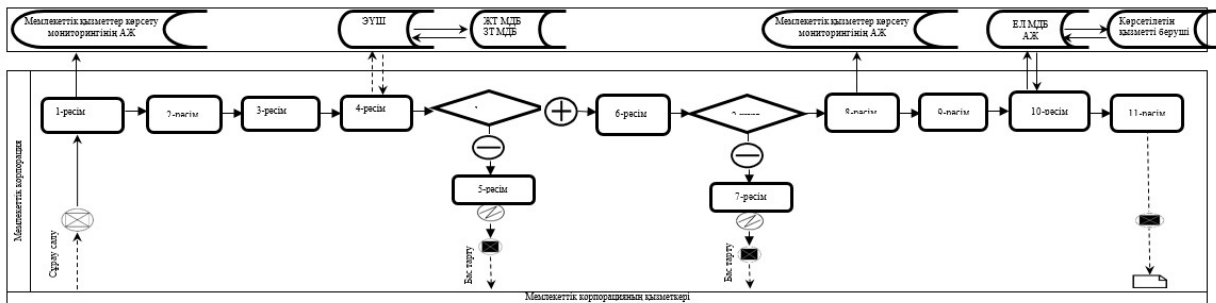 Мемлекеттік қызметтер көрсету
мониторингінің АЖ
ЭҮШ
ЖТ МДБ
ЗТ МДБ
Мемлекеттік қызметтер көрсету
мониторингінің АЖ
ЕЛ МДБ
АЖ
Көрсетілетін
қызметті беруші
Мемлекеттік корпорация
1-рәсім
2-рәсім
3-рәсім
4-рәсім
6-рәсім
8-рәсім
9-рәсім
10-рәсім
11-рәсім
5-рәсім
7-рәсім
Сұрау салу
Бас тарту
Бас тарту
Мемлекеттік корпорацияның қызметкері